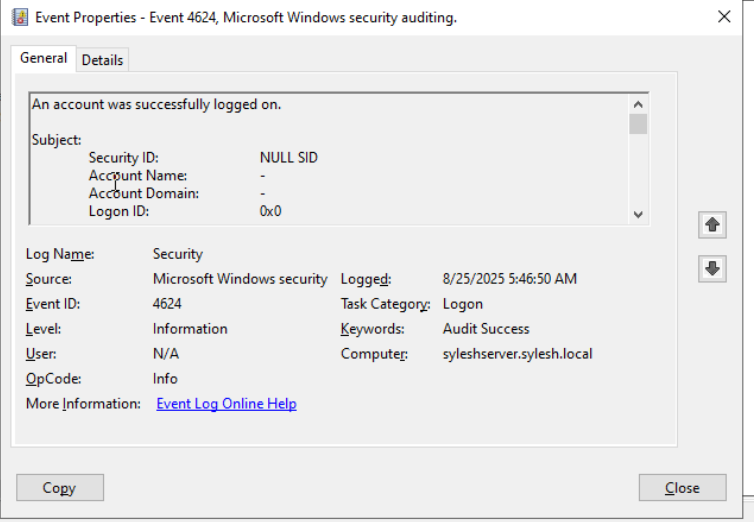 Event Properties - Event 4624, Microsoft Windows security auditing.
General Details
An account was successfully logged on.
Subject:
Security ID: NULL SID
Account Name: -
Account Domain: -
Logon ID: 0x0
Log Name: Security
Source: Microsoft Windows security Logged: 8/25/2025 5:46:50 AM
Event ID: 4624 Task Category: Logon
Level: Information Keywords: Audit Success
User: N/A Computer: syleshserver.sylesh.local
OpCode: Info
More Information: Event Log Online Help
Copy Close